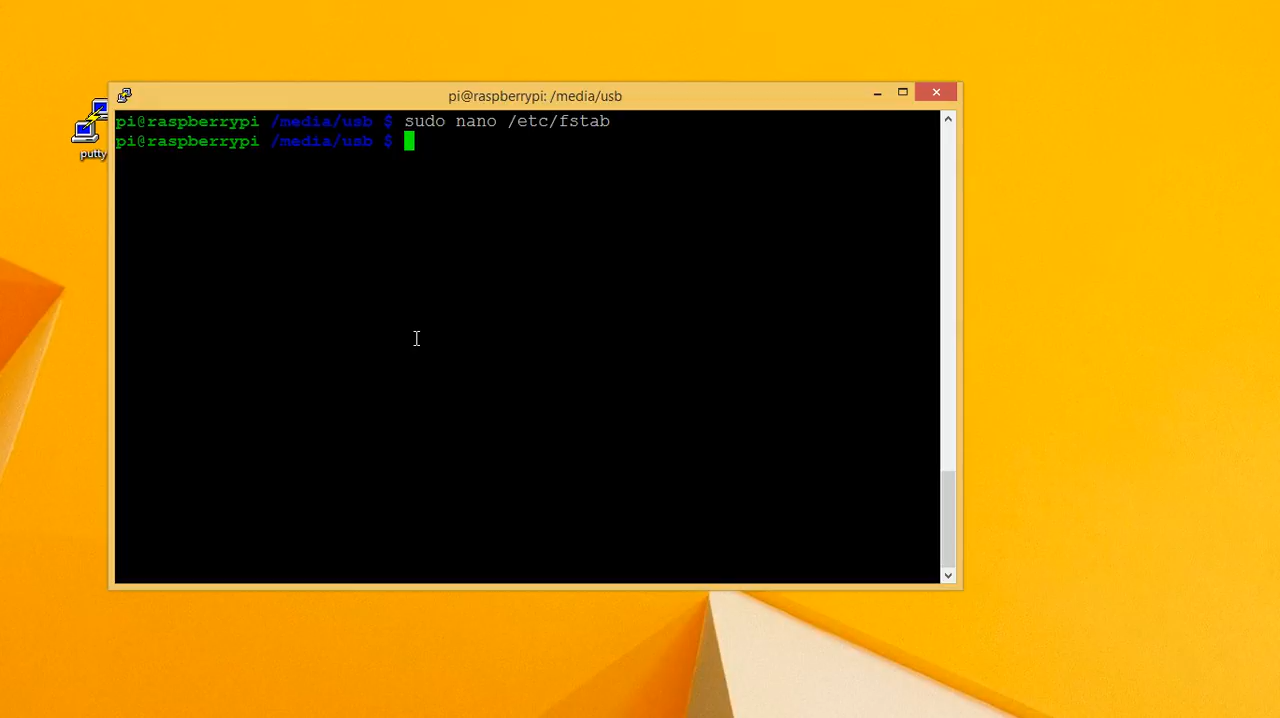 pi@raspberrypi: /media/usb
pi@raspberrypi /media/usb $ sudo nano /etc/fstab
pi@raspberrypi /media/usb $
putty